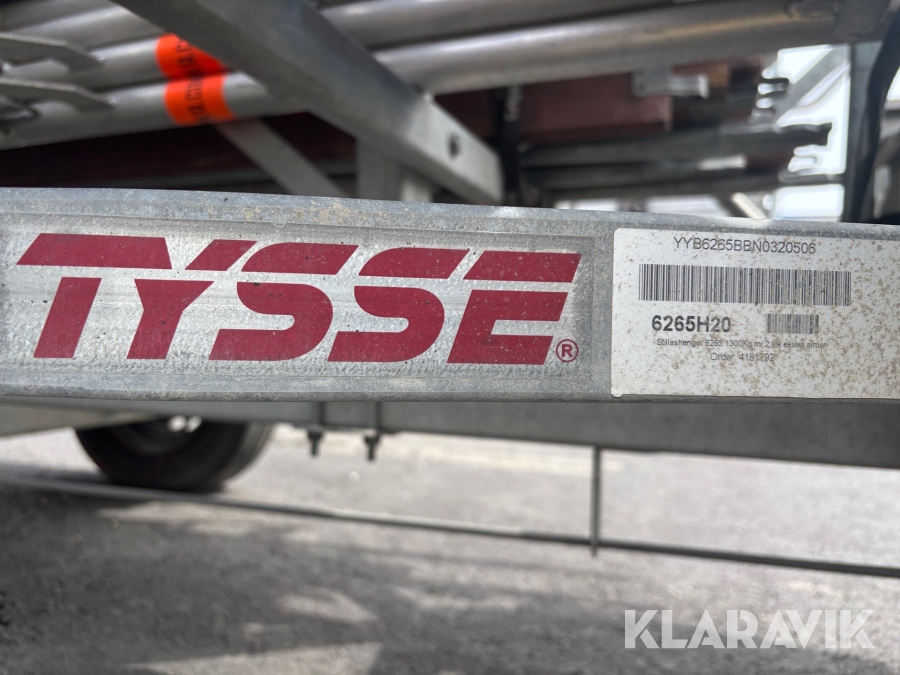 TYSSE®
YYB6265BBN0320506
6265H20
Stillashenger 6265 1300Kg m/ 2 stk ekstra armer
Order: 4181292
KLARAVIK